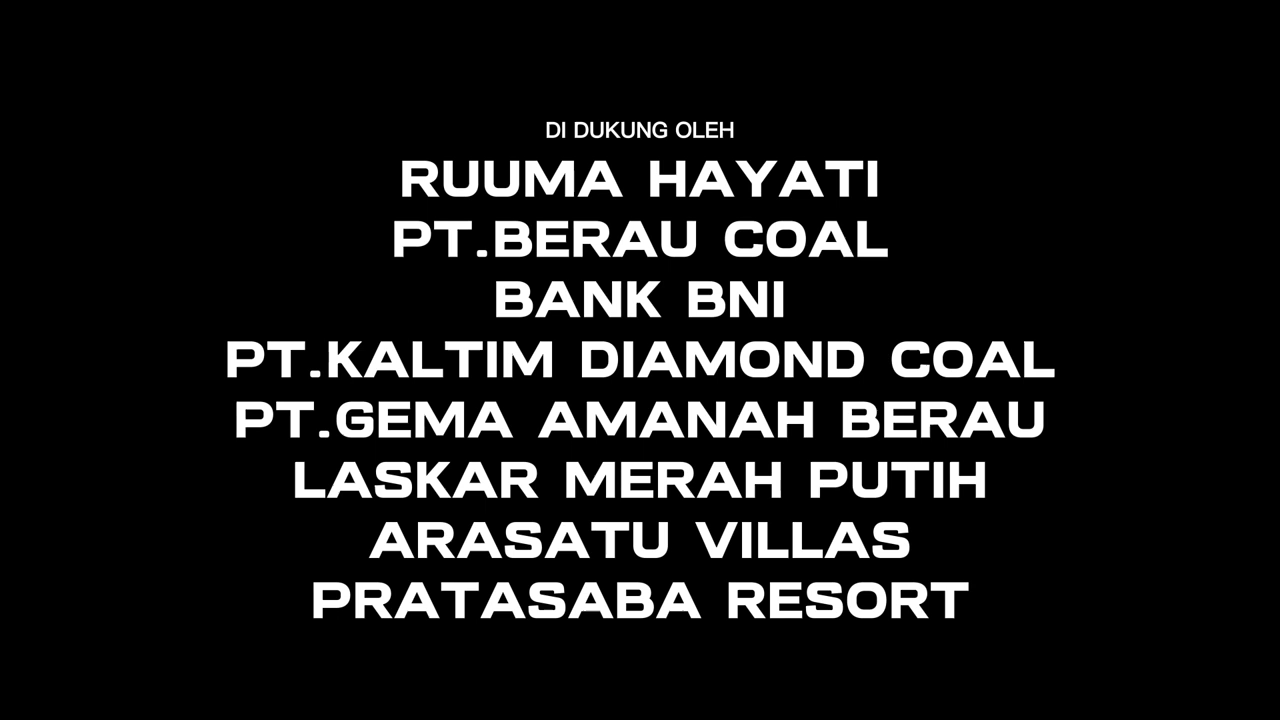 DI DUKUNG OLEH
RUUMA HAYATI
PT.BERAU COAL
BANK BNI
PT.KALTIM DIAMOND COAL
PT.GEMA AMANAH BERAU
LASKAR MERAH PUTIH
ARASATU VILLAS
PRATASABA RESORT